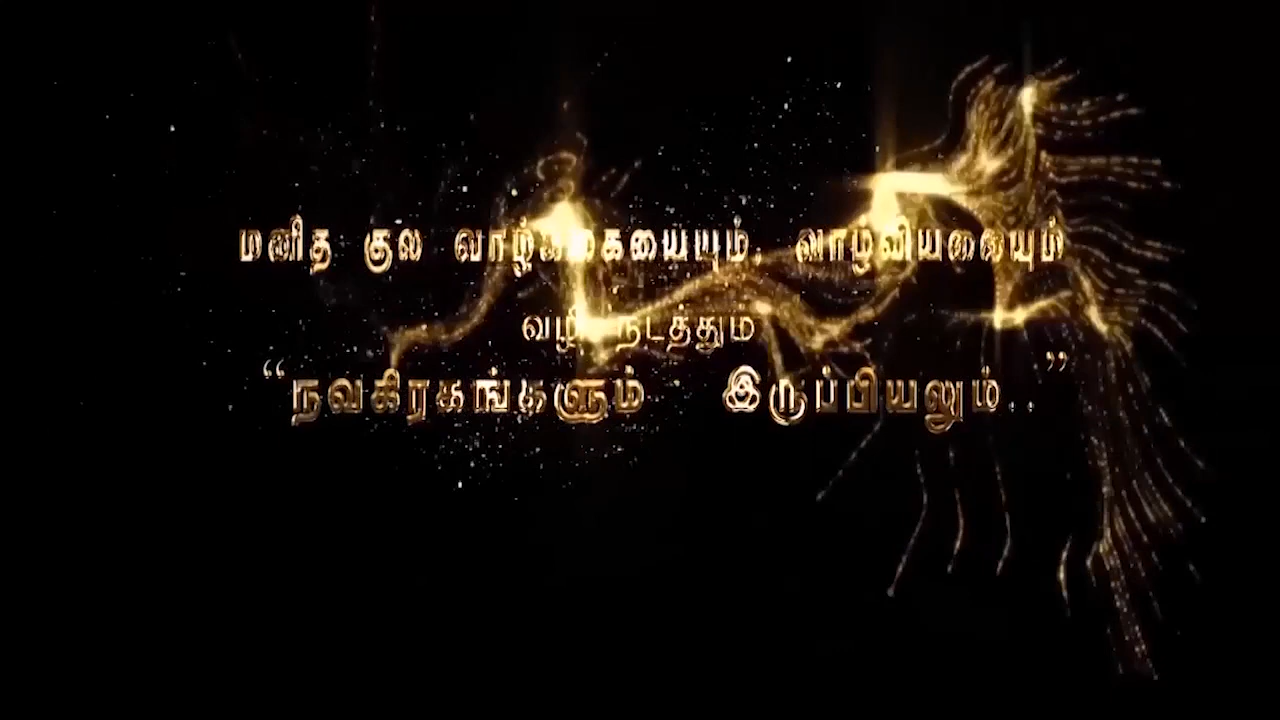 மனித குல வாழ்க்கையையும், வாழ்வியலையும்
வழி நடத்தும்
“நவகிரகங்களும் இருப்பியலும்..”